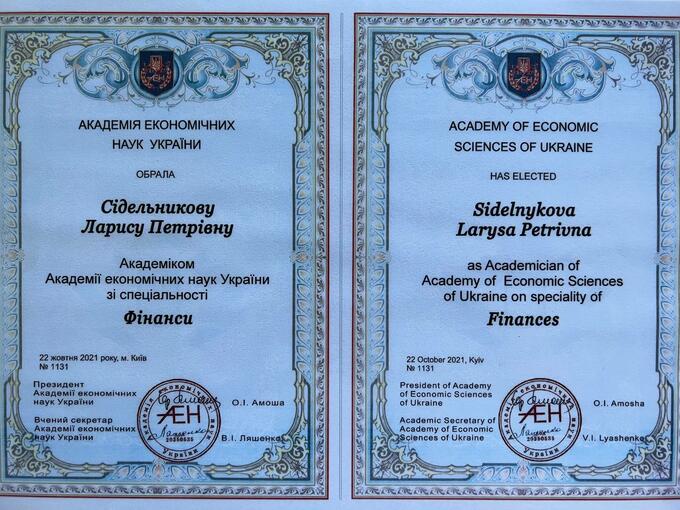 АКАДЕМІЯ ЕКОНОМІЧНИХ
НАУК УКРАЇНИ
ОБРАЛА
Сідельникову
Ларису Петрівну
Академіком
Академії економічних наук України
зі спеціальності
Фінанси
22 жовтня 2021 року, м. Київ
№ 1131
Президент
Академії економічних
наук України
О.І. Амоша
Вчений секретар
Академії економічних
наук України
В.І. Ляшенко
АЕН
20280535
ACADEMY OF ECONOMIC
SCIENCES OF UKRAINE
HAS ELECTED
Sidelnykova
Larysa Petrivna
as Academician of
Academy of Economic Sciences
of Ukraine on speciality of
Finances
22 October 2021, Kyiv
№ 1131
President of Academy
of Economic Sciences
of Ukraine
O.I. Amosha
Academic Secretary of
Academy of Economic
Sciences of Ukraine
V.I. Lyashenko
АЕН